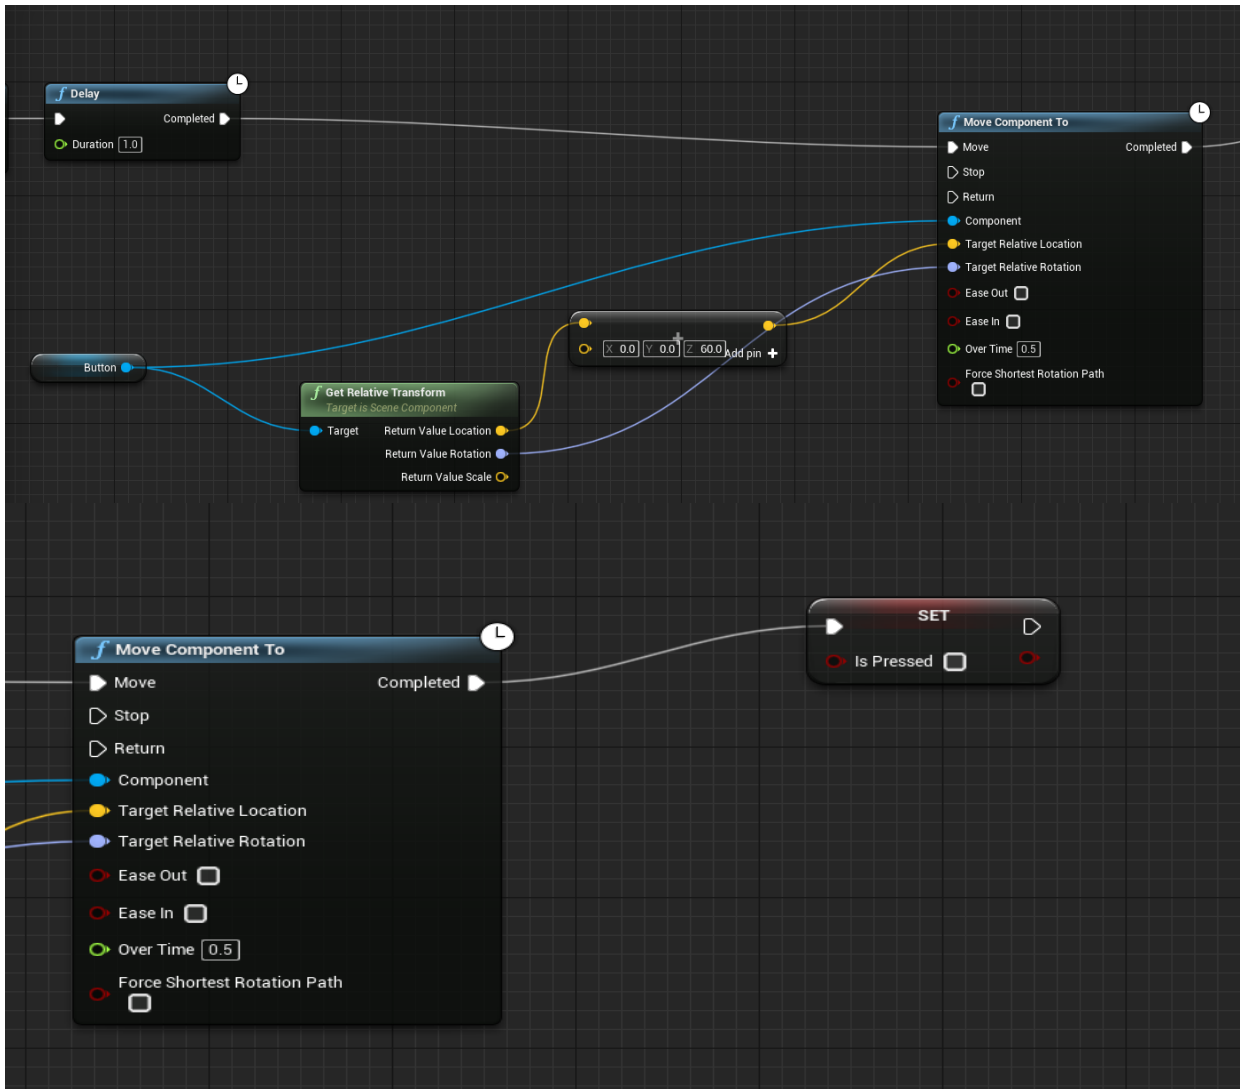 f Delay
Completed
Duration 1.0
f Move Component To
Move Completed
Stop
Return
Component
Target Relative Location
Target Relative Rotation
Ease Out
Ease In
Over Time 0.5
Force Shortest Rotation Path
Button
X 0.0 Y 0.0 Z 60.0 Add pin +
f Get Relative Transform
Target is Scene Component
Target Return Value Location
Return Value Rotation
Return Value Scale
f Move Component To
Move Completed
Stop
Return
Component
Target Relative Location
Target Relative Rotation
Ease Out
Ease In
Over Time 0.5
Force Shortest Rotation Path
SET
Is Pressed